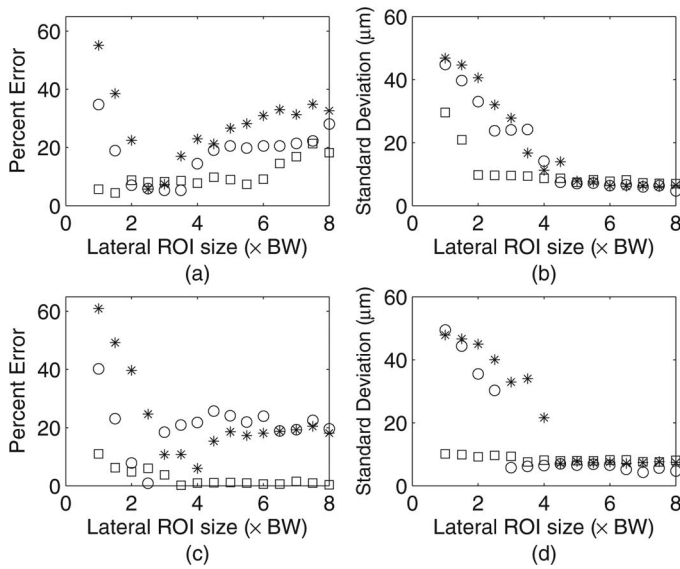 60
40
20
0
Percent Error
0 2 4 6 8
Lateral ROI size (× BW)
(a)
60
40
20
0
Standard Deviation (μm)
0 2 4 6 8
Lateral ROI size (× BW)
(b)
60
40
20
0
Percent Error
0 2 4 6 8
Lateral ROI size (× BW)
(c)
60
40
20
0
Standard Deviation (μm)
0 2 4 6 8
Lateral ROI size (× BW)
(d)